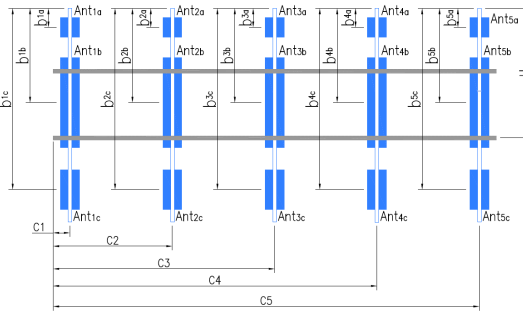 Ant1a
Ant2a
Ant3a
Ant4a
Ant5a
b1a
b2a
b3a
b4a
b5a
Ant1b
Ant2b
Ant3b
Ant4b
Ant5b
b1b
b2b
b3b
b4b
b5b
b1c
b2c
b3c
b4c
b5c
Ant1c
Ant2c
Ant3c
Ant4c
Ant5c
C1
C2
C3
C4
C5